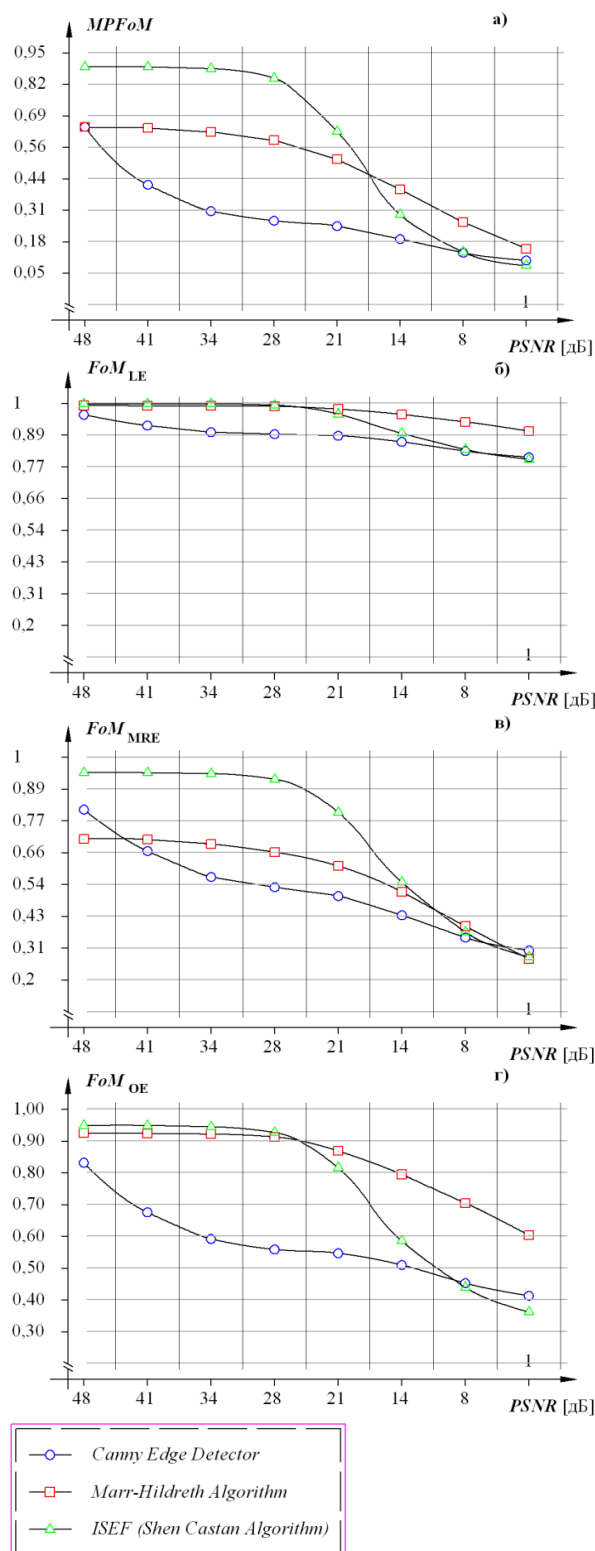 MPFoM
а)
0,95
0,82
0,69
0,56
0,44
0,31
0,18
0,05
1
48 41 34 28 21 14 8
PSNR [дБ]
FoM LE
б)
1
0,89
0,77
0,66
0,54
0,43
0,31
0,2
1
48 41 34 28 21 14 8
PSNR [дБ]
FoM MRE
в)
1
0,89
0,77
0,66
0,54
0,43
0,31
0,2
1
48 41 34 28 21 14 8
PSNR [дБ]
FoM OE
г)
1.00
0,90
0,80
0,70
0,60
0,50
0,40
0,30
1
48 41 34 28 21 14 8
PSNR [дБ]
Canny Edge Detector
Marr-Hildreth Algorithm
ISEF (Shen Castan Algorithm)